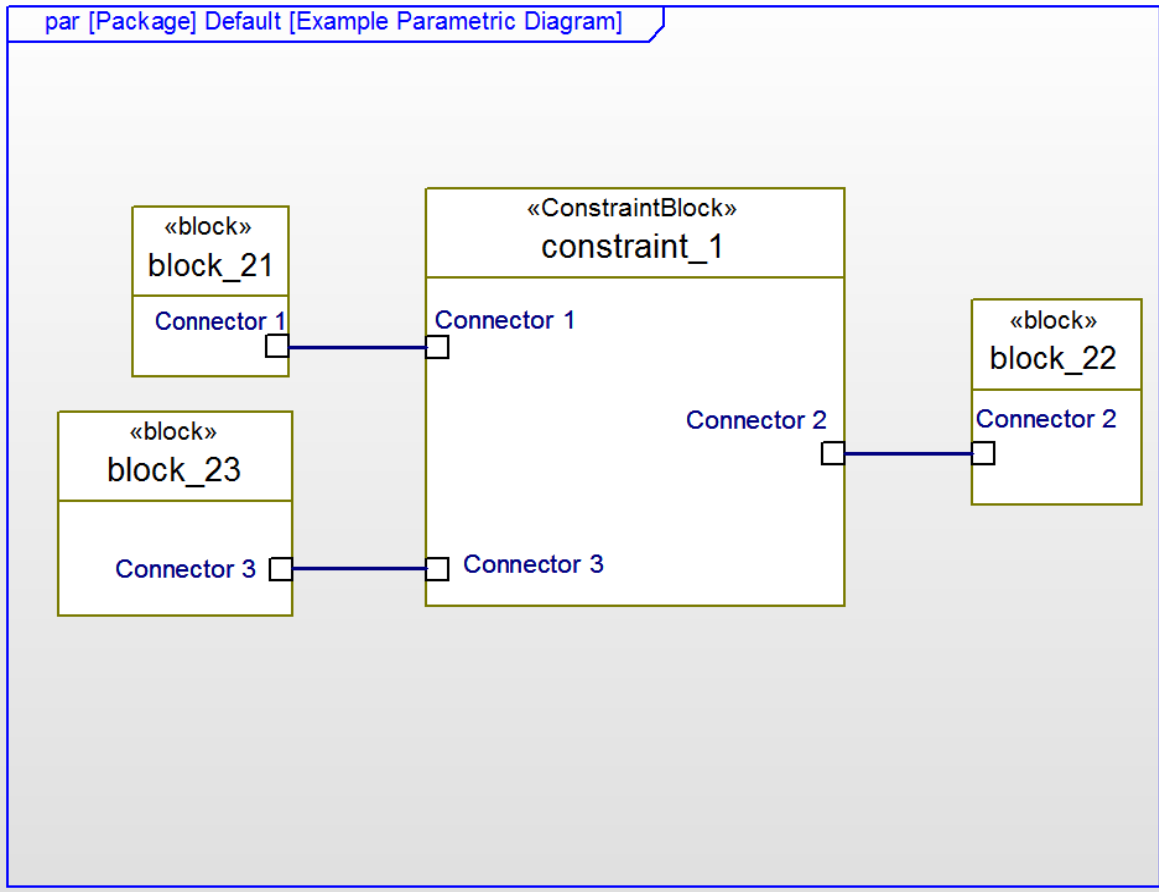 par [Package] Default [Example Parametric Diagram]
«block»
block_21
Connector 1
«ConstraintBlock»
constraint_1
Connector 1
Connector 2
Connector 3
«block»
block_22
Connector 2
«block»
block_23
Connector 3